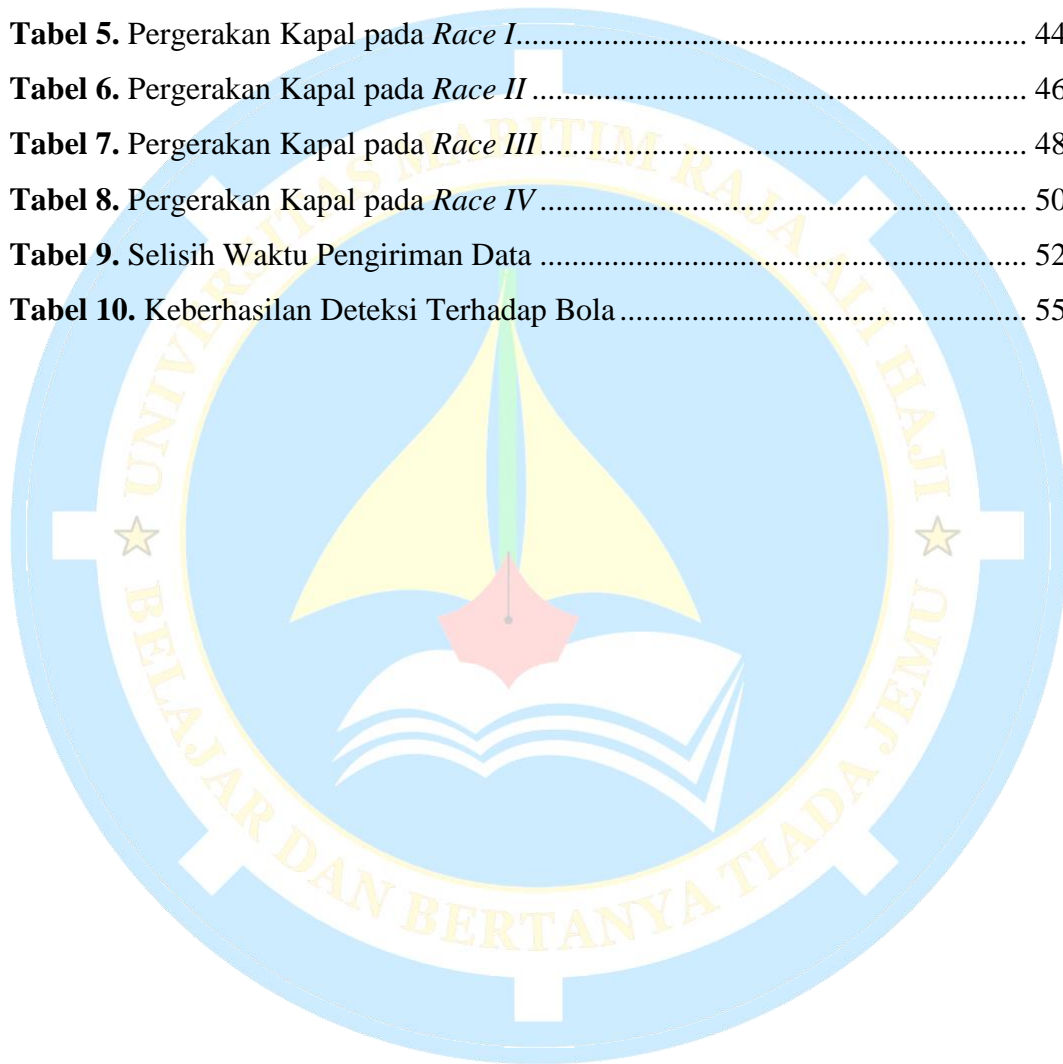 Tabel 5. Pergerakan Kapal pada Race I.................................................................. 44
Tabel 6. Pergerakan Kapal pada Race II ................................................................ 46
Tabel 7. Pergerakan Kapal pada Race III ............................................................... 48
Tabel 8. Pergerakan Kapal pada Race IV ............................................................... 50
Tabel 9. Selisih Waktu Pengiriman Data ............................................................... 52
Tabel 10. Keberhasilan Deteksi Terhadap Bola ..................................................... 55
UNIVERSITAS MARITIM RAJA ALI HAJI
BELAJAR DAN BERTANYA TIADA JEMU